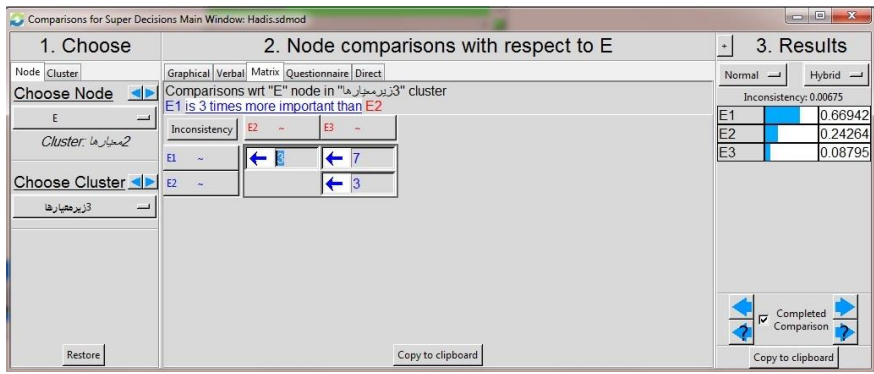 Comparisons for Super Decisions Main Window: Hadis.sdmod
1. Choose
Node Cluster
Choose Node
E
Cluster: 2معیارها
Choose Cluster
3زیرمعیارها
Restore
2. Node comparisons with respect to E
Graphical Verbal Matrix Questionnaire Direct
Comparisons wrt "E" node in "3زیرمعیارها" cluster
E1 is 3 times more important than E2
Inconsistency E2 ~ E3 ~
E1 ~ 3 7
E2 ~ 3
Copy to clipboard
+ 3. Results
Normal Hybrid
Inconsistency: 0.00675
E1 0.66942
E2 0.24264
E3 0.08795
Completed
Comparison
? ?
Copy to clipboard